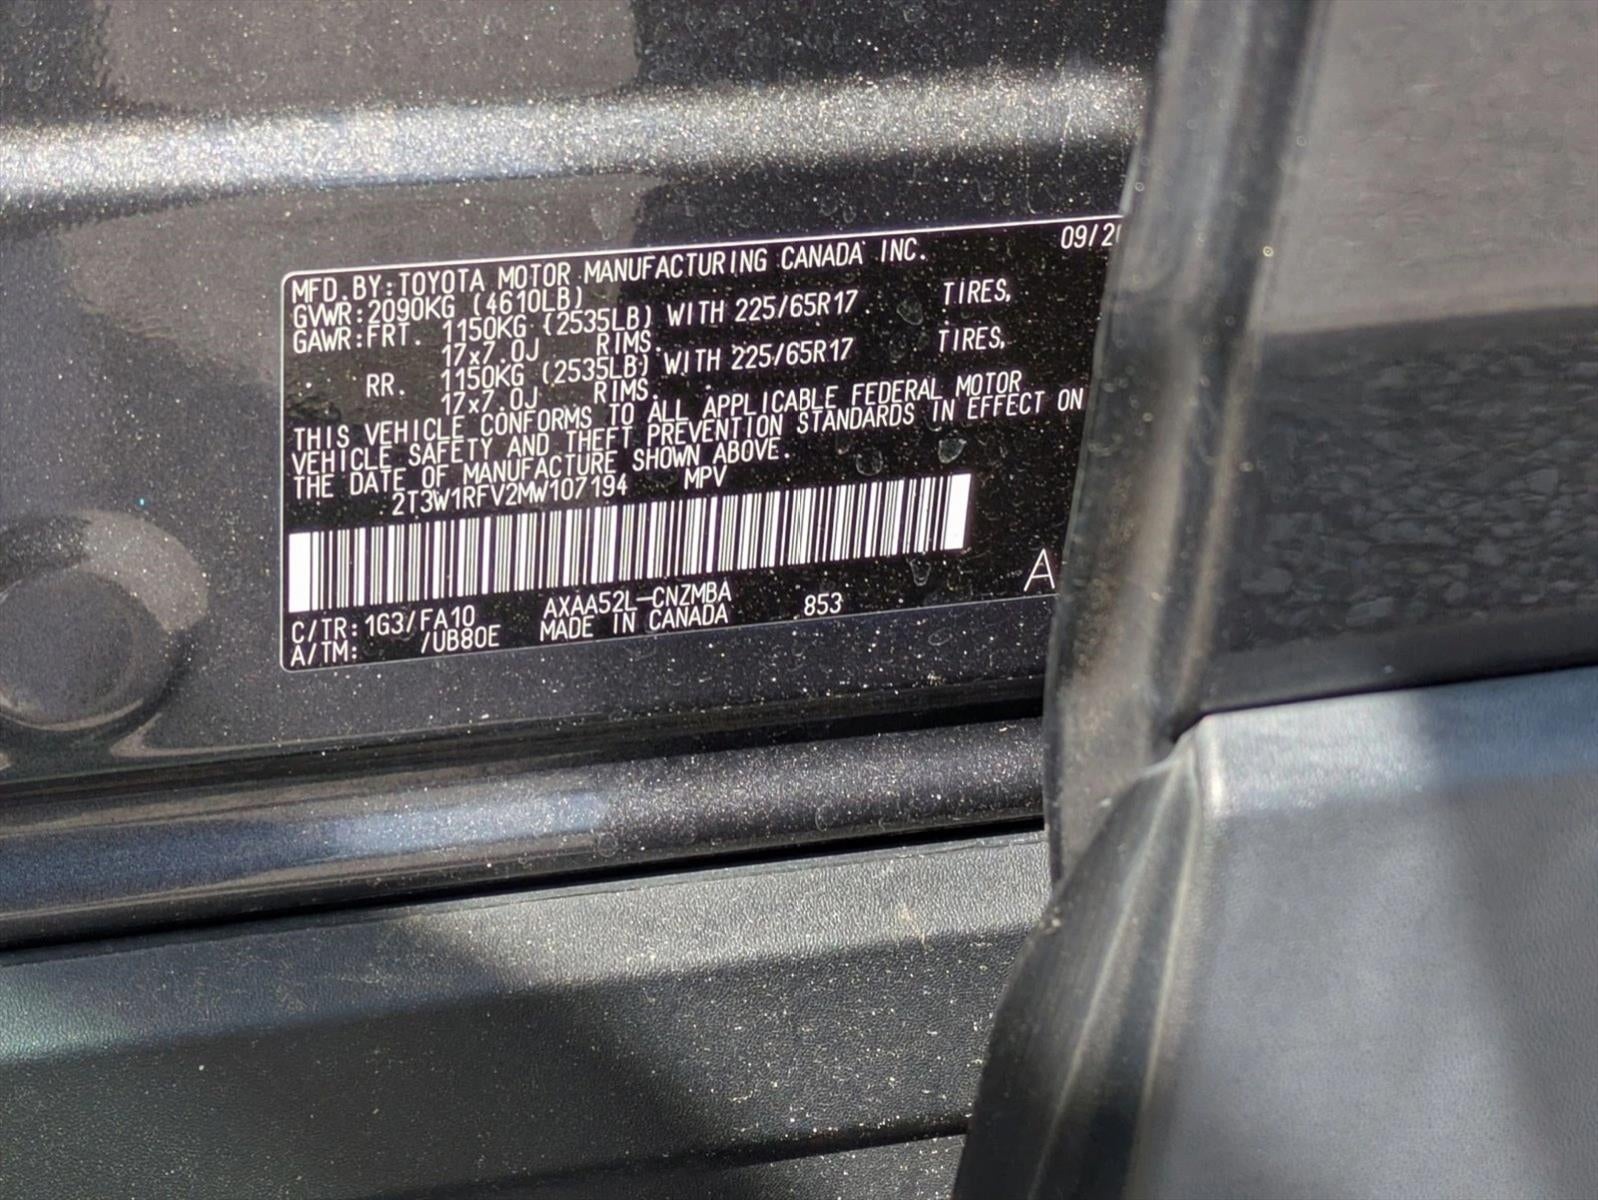 MFD.BY:TOYOTA MOTOR MANUFACTURING CANADA INC. 09/20
GVWR:2090KG (4610LB)
GAWR:FRT. 1150KG (2535LB) WITH 225/65R17 TIRES,
17x7.0J RIMS.
RR. 1150KG (2535LB) WITH 225/65R17 TIRES,
17x7.0J RIMS.
THIS VEHICLE CONFORMS TO ALL APPLICABLE FEDERAL MOTOR
VEHICLE SAFETY AND THEFT PREVENTION STANDARDS IN EFFECT ON
THE DATE OF MANUFACTURE SHOWN ABOVE.
2T3W1RFV2MW107194 MPV
C/TR:1G3/FA10 AXAA52L-CNZMBA 853 A
A/TM: /UB80E MADE IN CANADA